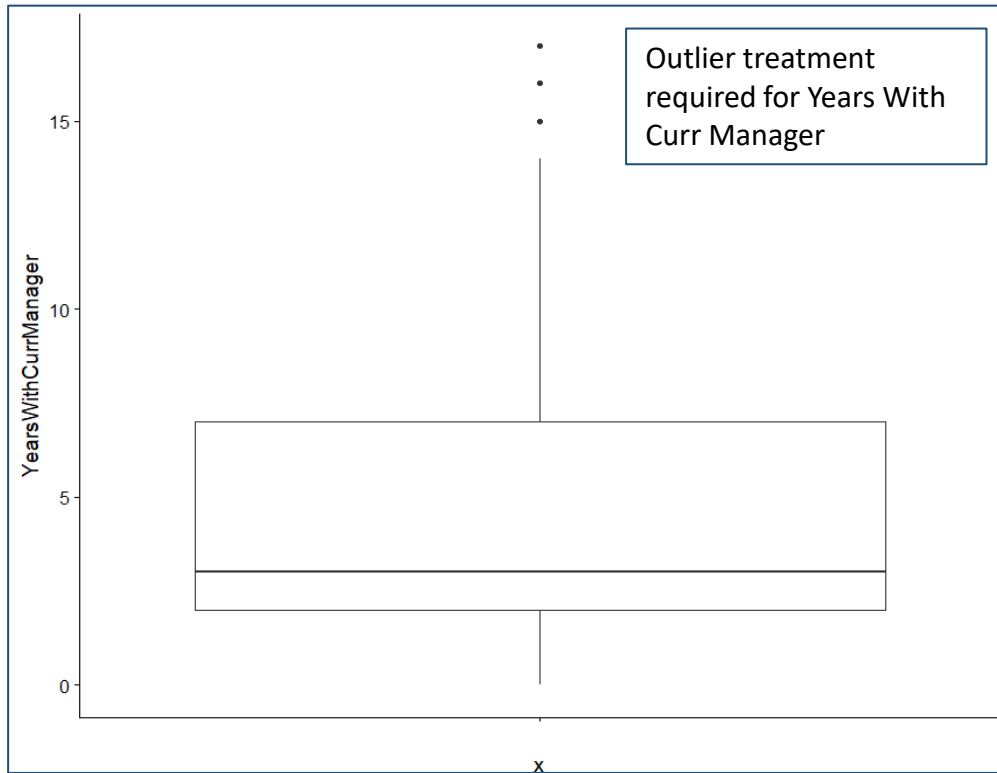 Outlier treatment
required for Years With
Curr Manager
15
10
5
0
YearsWithCurrManager
x